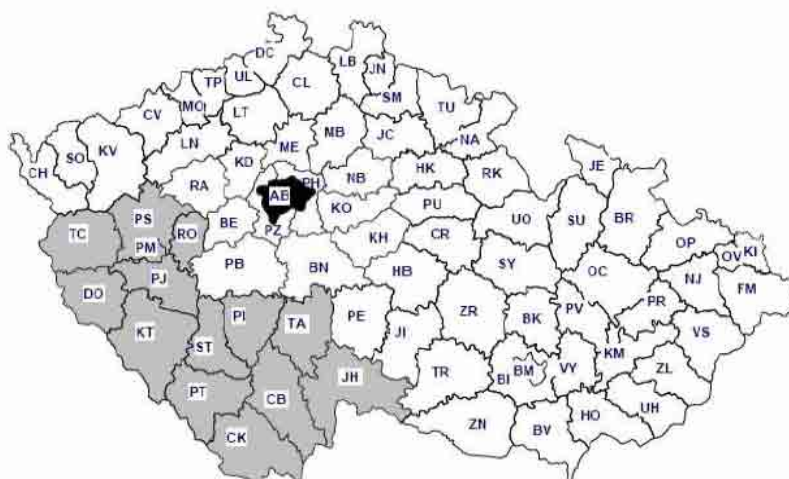 DC
LB
JN
TP
UL
CL
MO
SM
TU
CV
LT
MB
JC
NA
SO
KV
LN
ME
CH
KD
HK
RK
JE
RA
PH
NB
AB
PS
BE
KO
PU
UO
SU
BR
TC
RO
PZ
CR
OP
PM
KH
OV
KI
PB
BN
HB
SY
OC
NJ
DO
PJ
FM
PI
TA
PE
ZR
PR
KT
ST
JI
BK
PV
VS
KM
PT
JH
TR
BI
BM
VY
ZL
CB
CK
ZN
BV
HO
UH